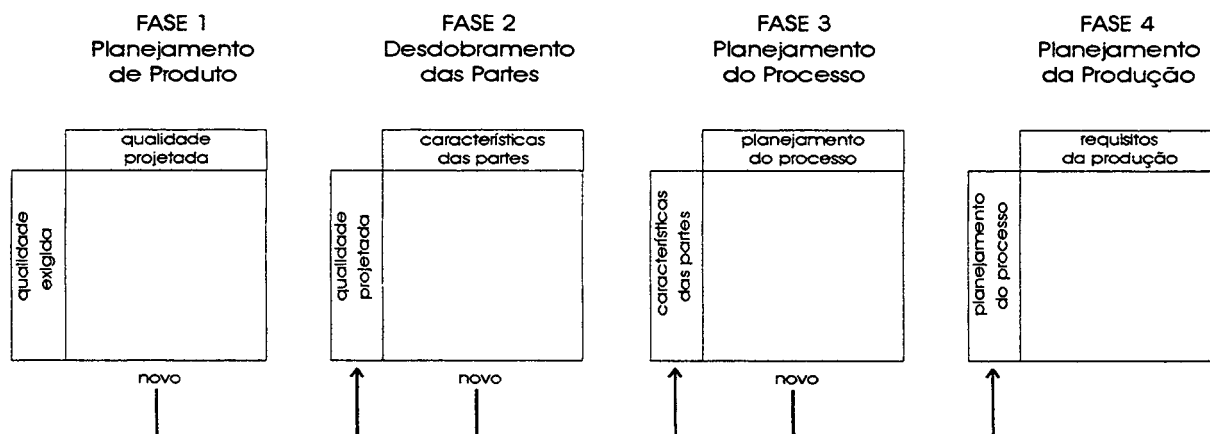 FASE 1
Planejamento
de Produto
FASE 2
Desdobramento
das Partes
FASE 3
Planejamento
do Processo
FASE 4
Planejamento
da Produção
qualidade
projetada
qualidade
exigida
novo
características
das partes
qualidade
projetada
novo
planejamento
do processo
características
das partes
novo
requisitos
da produção
planejamento
do processo